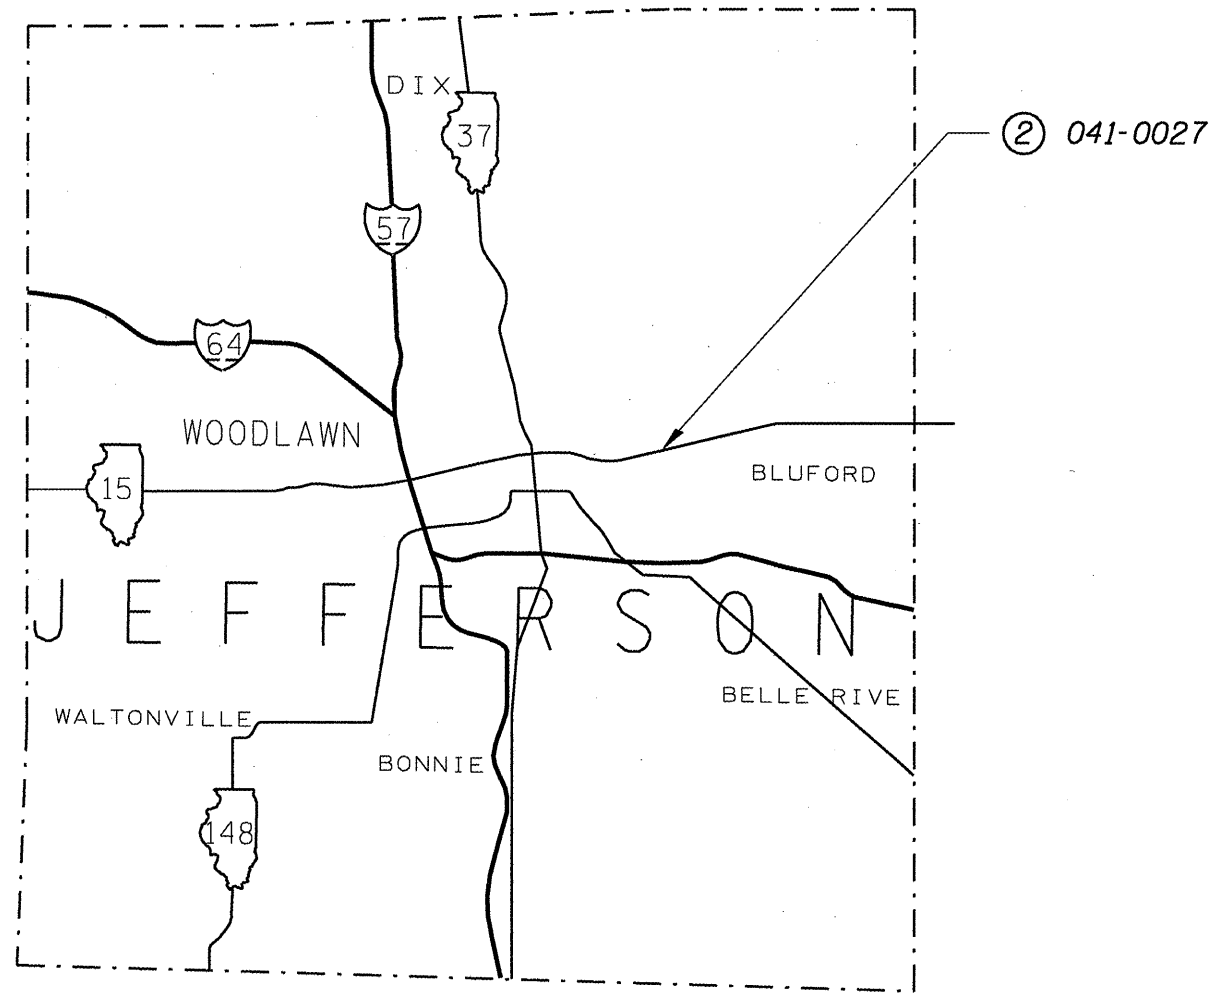 DIX
37
② 041-0027
57
64
WOODLAWN
BLUFORD
15
JEFFERSON
BELLE RIVE
WALTONVILLE
BONNIE
148